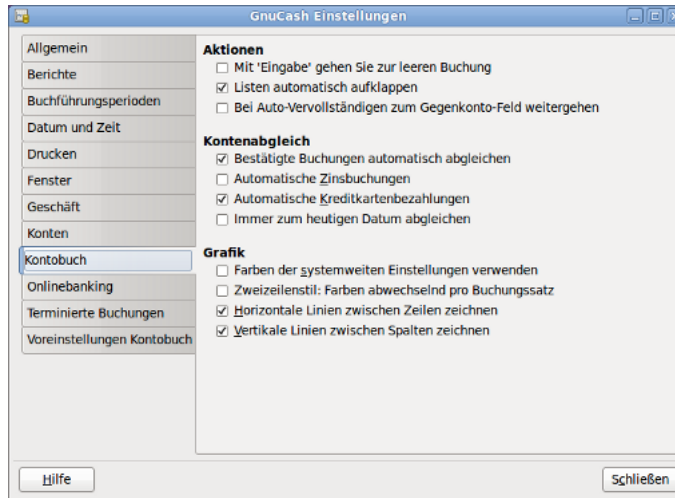 GnuCash Einstellungen
Allgemein
Berichte
Buchführungsperioden
Datum und Zeit
Drucken
Fenster
Geschäft
Konten
Kontobuch
Onlinebanking
Terminierte Buchungen
Voreinstellungen Kontobuch
Aktionen
Mit 'Eingabe' gehen Sie zur leeren Buchung
Listen automatisch aufklappen
Bei Auto-Vervollständigen zum Gegenkonto-Feld weitergehen
Kontenabgleich
Bestätigte Buchungen automatisch abgleichen
Automatische Zinsbuchungen
Automatische Kreditkartenbezahlungen
Immer zum heutigen Datum abgleichen
Grafik
Farben der systemweiten Einstellungen verwenden
Zweizeilenstil: Farben abwechselnd pro Buchungssatz
Horizontale Linien zwischen Zeilen zeichnen
Vertikale Linien zwischen Spalten zeichnen
Hilfe
Schließen